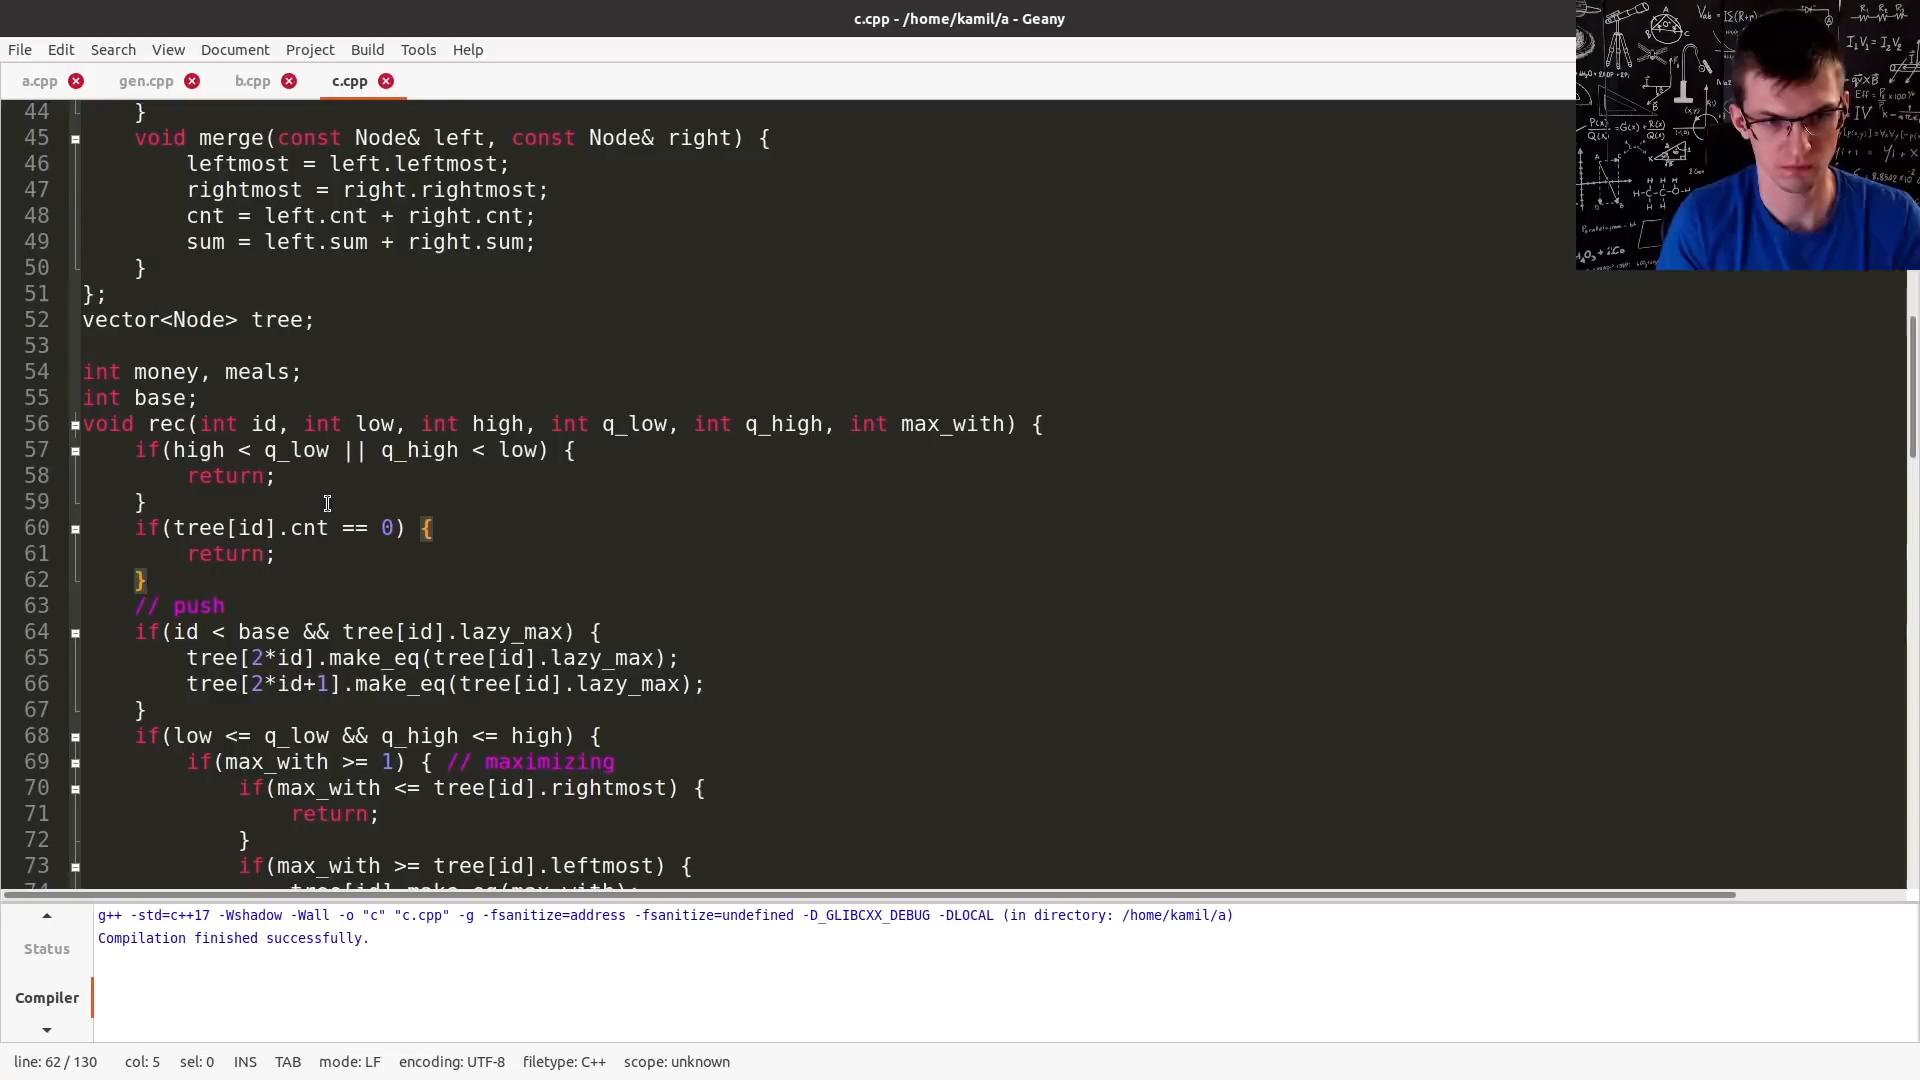 c.cpp - /home/kamil/a - Geany
File Edit Search View Document Project Build Tools Help
a.cpp gen.cpp b.cpp c.cpp
44 }
45 void merge(const Node& left, const Node& right) {
46 leftmost = left.leftmost;
47 rightmost = right.rightmost;
48 cnt = left.cnt + right.cnt;
49 sum = left.sum + right.sum;
50 }
51 };
52 vector<Node> tree;
53
54 int money, meals;
55 int base;
56 void rec(int id, int low, int high, int q_low, int q_high, int max_with) {
57 if(high < q_low || q_high < low) {
58 return;
59 }
60 if(tree[id].cnt == 0) {
61 return;
62 }
63 // push
64 if(id < base && tree[id].lazy_max) {
65 tree[2*id].make_eq(tree[id].lazy_max);
66 tree[2*id+1].make_eq(tree[id].lazy_max);
67 }
68 if(low <= q_low && q_high <= high) {
69 if(max_with >= 1) { // maximizing
70 if(max_with <= tree[id].rightmost) {
71 return;
72 }
73 if(max_with >= tree[id].leftmost) {
74 tree[id].make_eq(max_with);
g++ -std=c++17 -Wshadow -Wall -o "c" "c.cpp" -g -fsanitize=address -fsanitize=undefined -D_GLIBCXX_DEBUG -DLOCAL (in directory: /home/kamil/a)
Compilation finished successfully.
Status
Compiler
line: 62 / 130 col: 5 sel: 0 INS TAB mode: LF encoding: UTF-8 filetype: C++ scope: unknown